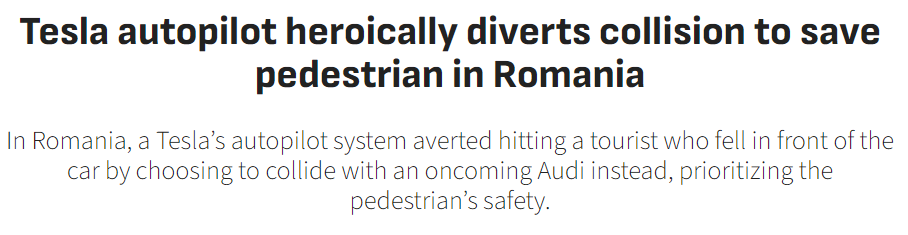 Tesla autopilot heroically diverts collision to save
pedestrian in Romania
In Romania, a Tesla’s autopilot system averted hitting a tourist who fell in front of the
car by choosing to collide with an oncoming Audi instead, prioritizing the
pedestrian’s safety.